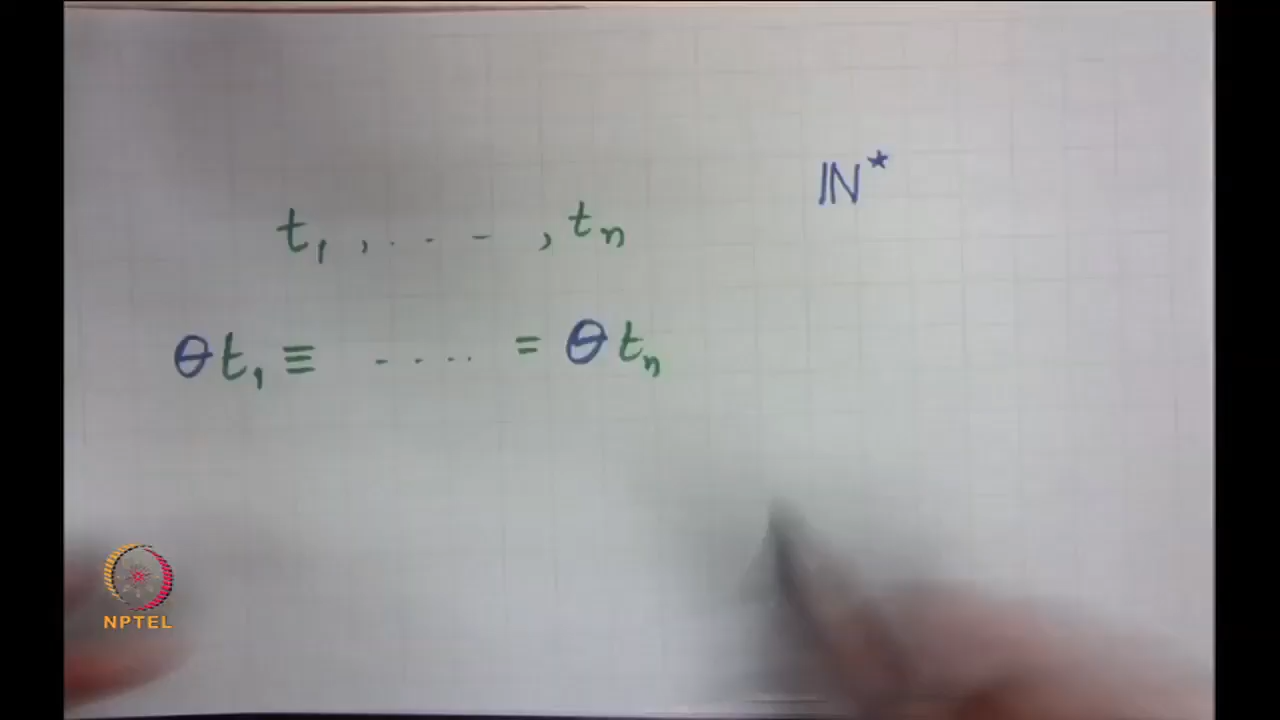 ℕ*
t₁, . . . . , tₙ
θt₁ ≡ . . . . = θtₙ
NPTEL